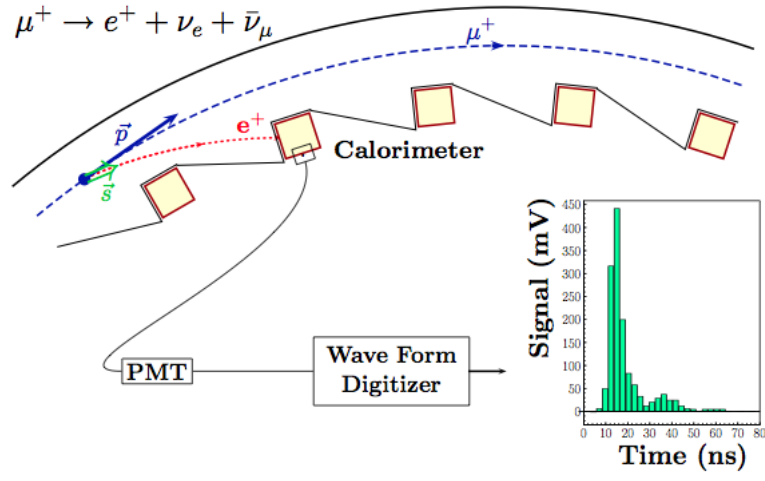 μ⁺ → e⁺ + νₑ + ν̄_μ
μ⁺
p⃗
e⁺
s⃗
Calorimeter
PMT
Wave Form
Digitizer
Signal (mV)
450
400
350
300
250
200
150
100
50
0
0 10 20 30 40 50 60 70 80
Time (ns)